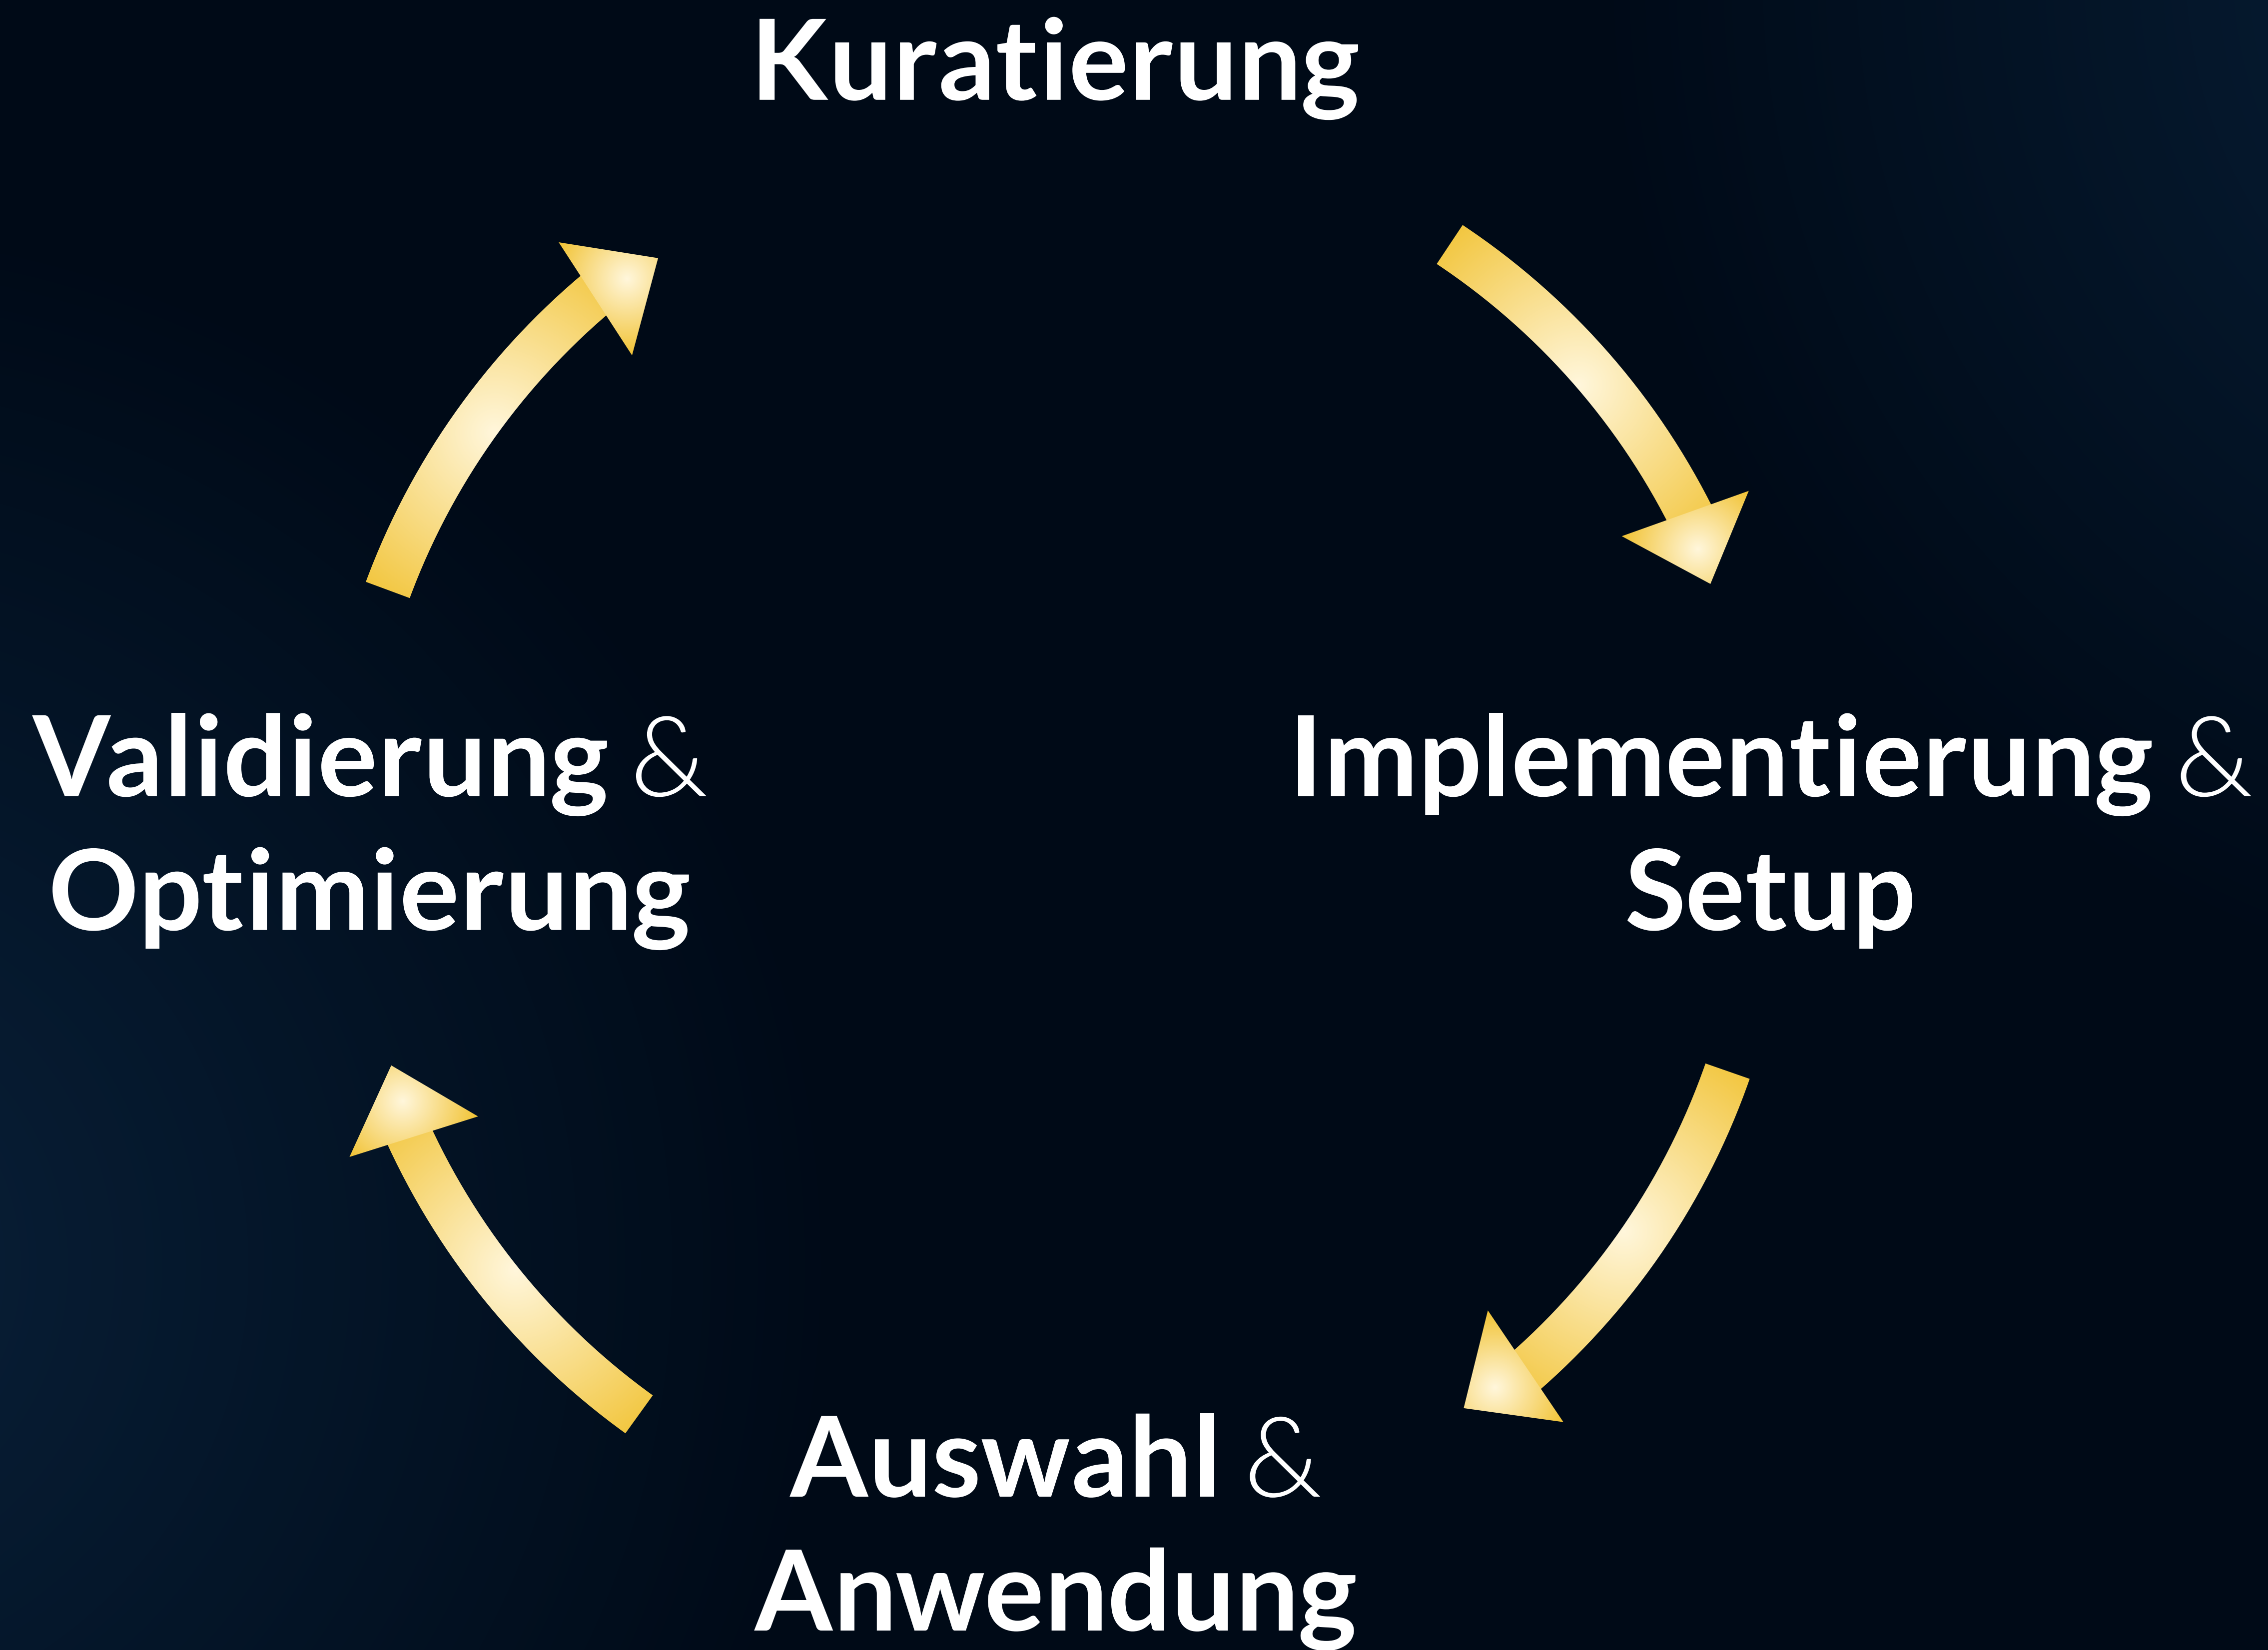 Kuratierung
Validierung &
Optimierung
Implementierung &
Setup
Auswahl &
Anwendung